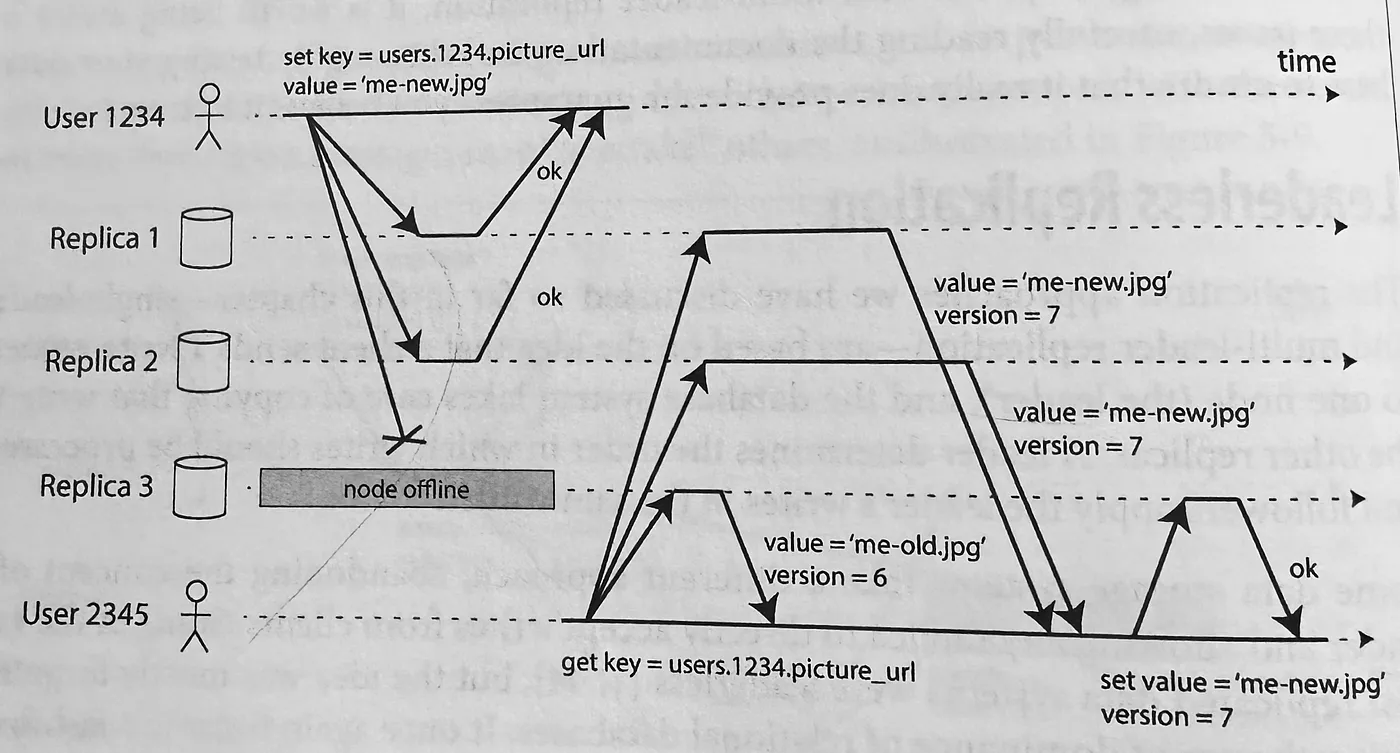 set key = users.1234.picture_url
value = 'me-new.jpg'
time
User 1234
ok
Replica 1
ok
value = 'me-new.jpg'
version = 7
Replica 2
value = 'me-new.jpg'
version = 7
Replica 3
node offline
value = 'me-old.jpg'
version = 6
ok
User 2345
get key = users.1234.picture_url
set value = 'me-new.jpg'
version = 7
Leaderless Replication